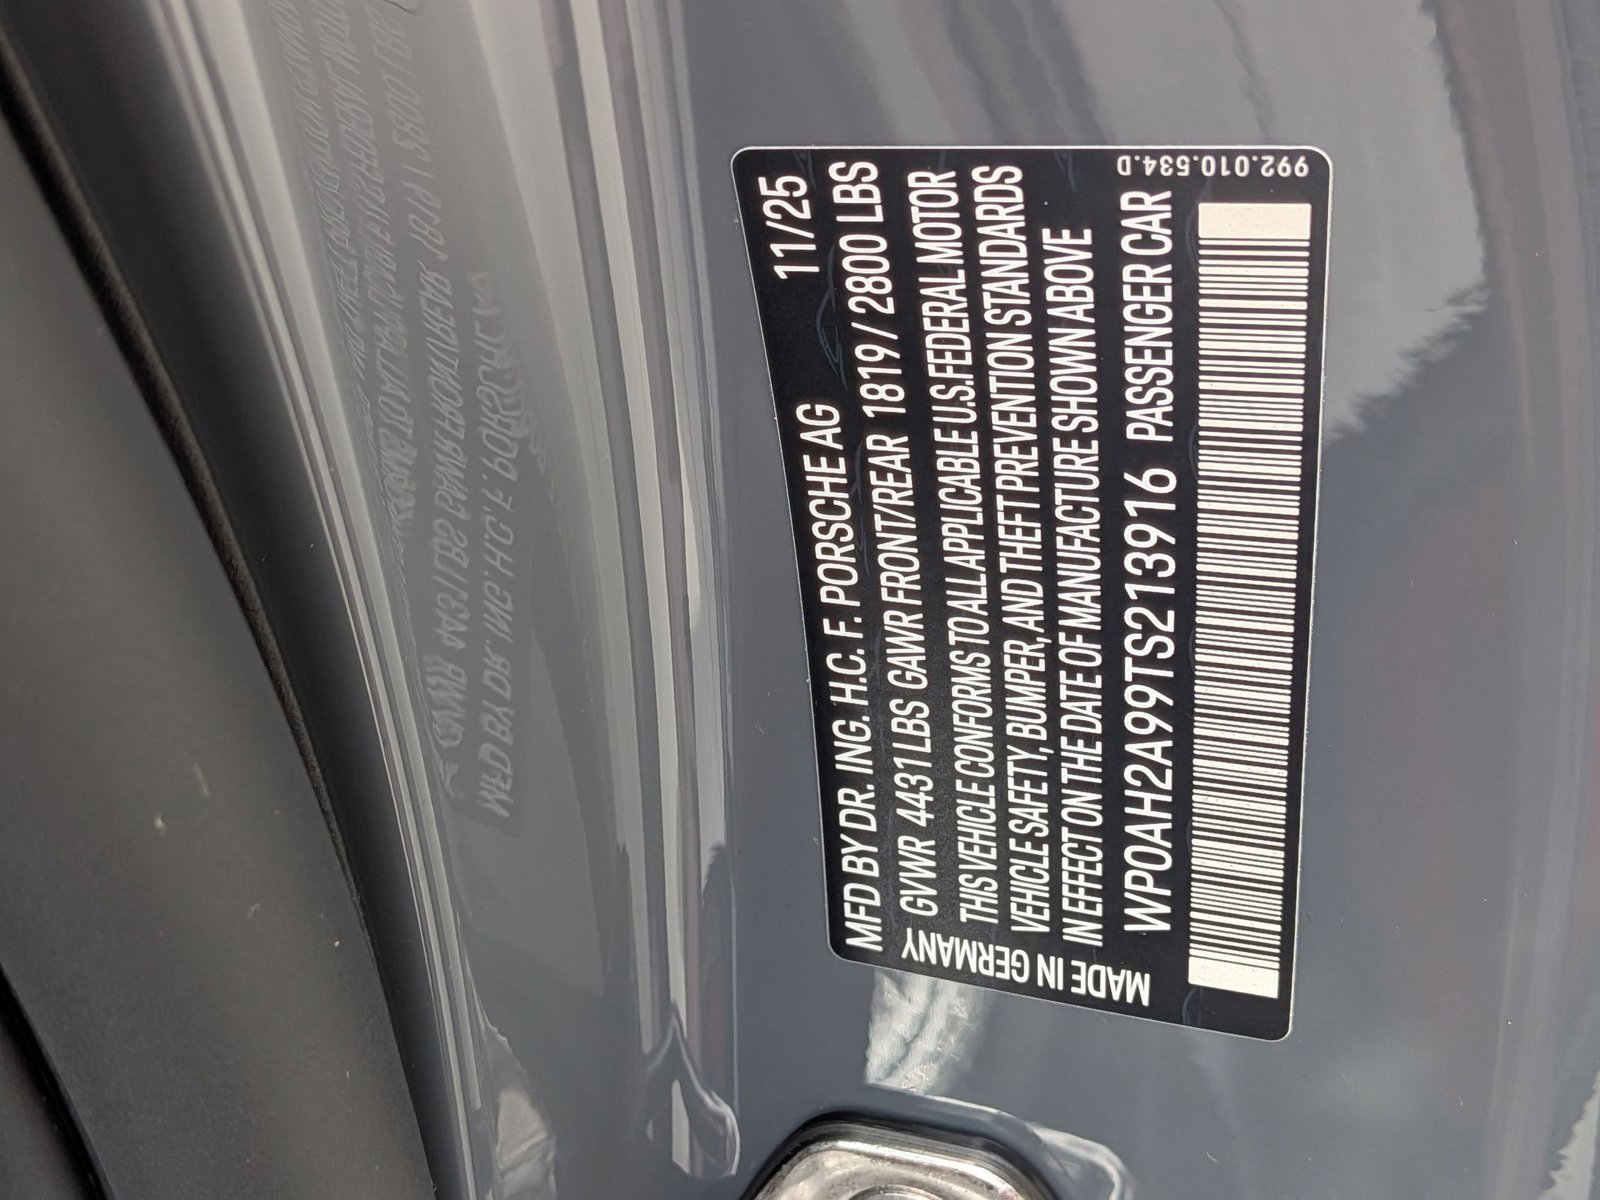 MFD BY DR. ING. H.C. F. PORSCHE AG 11/25
GVWR 4431 LBS GAWR FRONT/REAR 1819 / 2800 LBS
THIS VEHICLE CONFORMS TO ALL APPLICABLE U.S. FEDERAL MOTOR
VEHICLE SAFETY, BUMPER, AND THEFT PREVENTION STANDARDS
IN EFFECT ON THE DATE OF MANUFACTURE SHOWN ABOVE
WP0AH2A99TS213916 PASSENGER CAR
MADE IN GERMANY
992.010.534.D